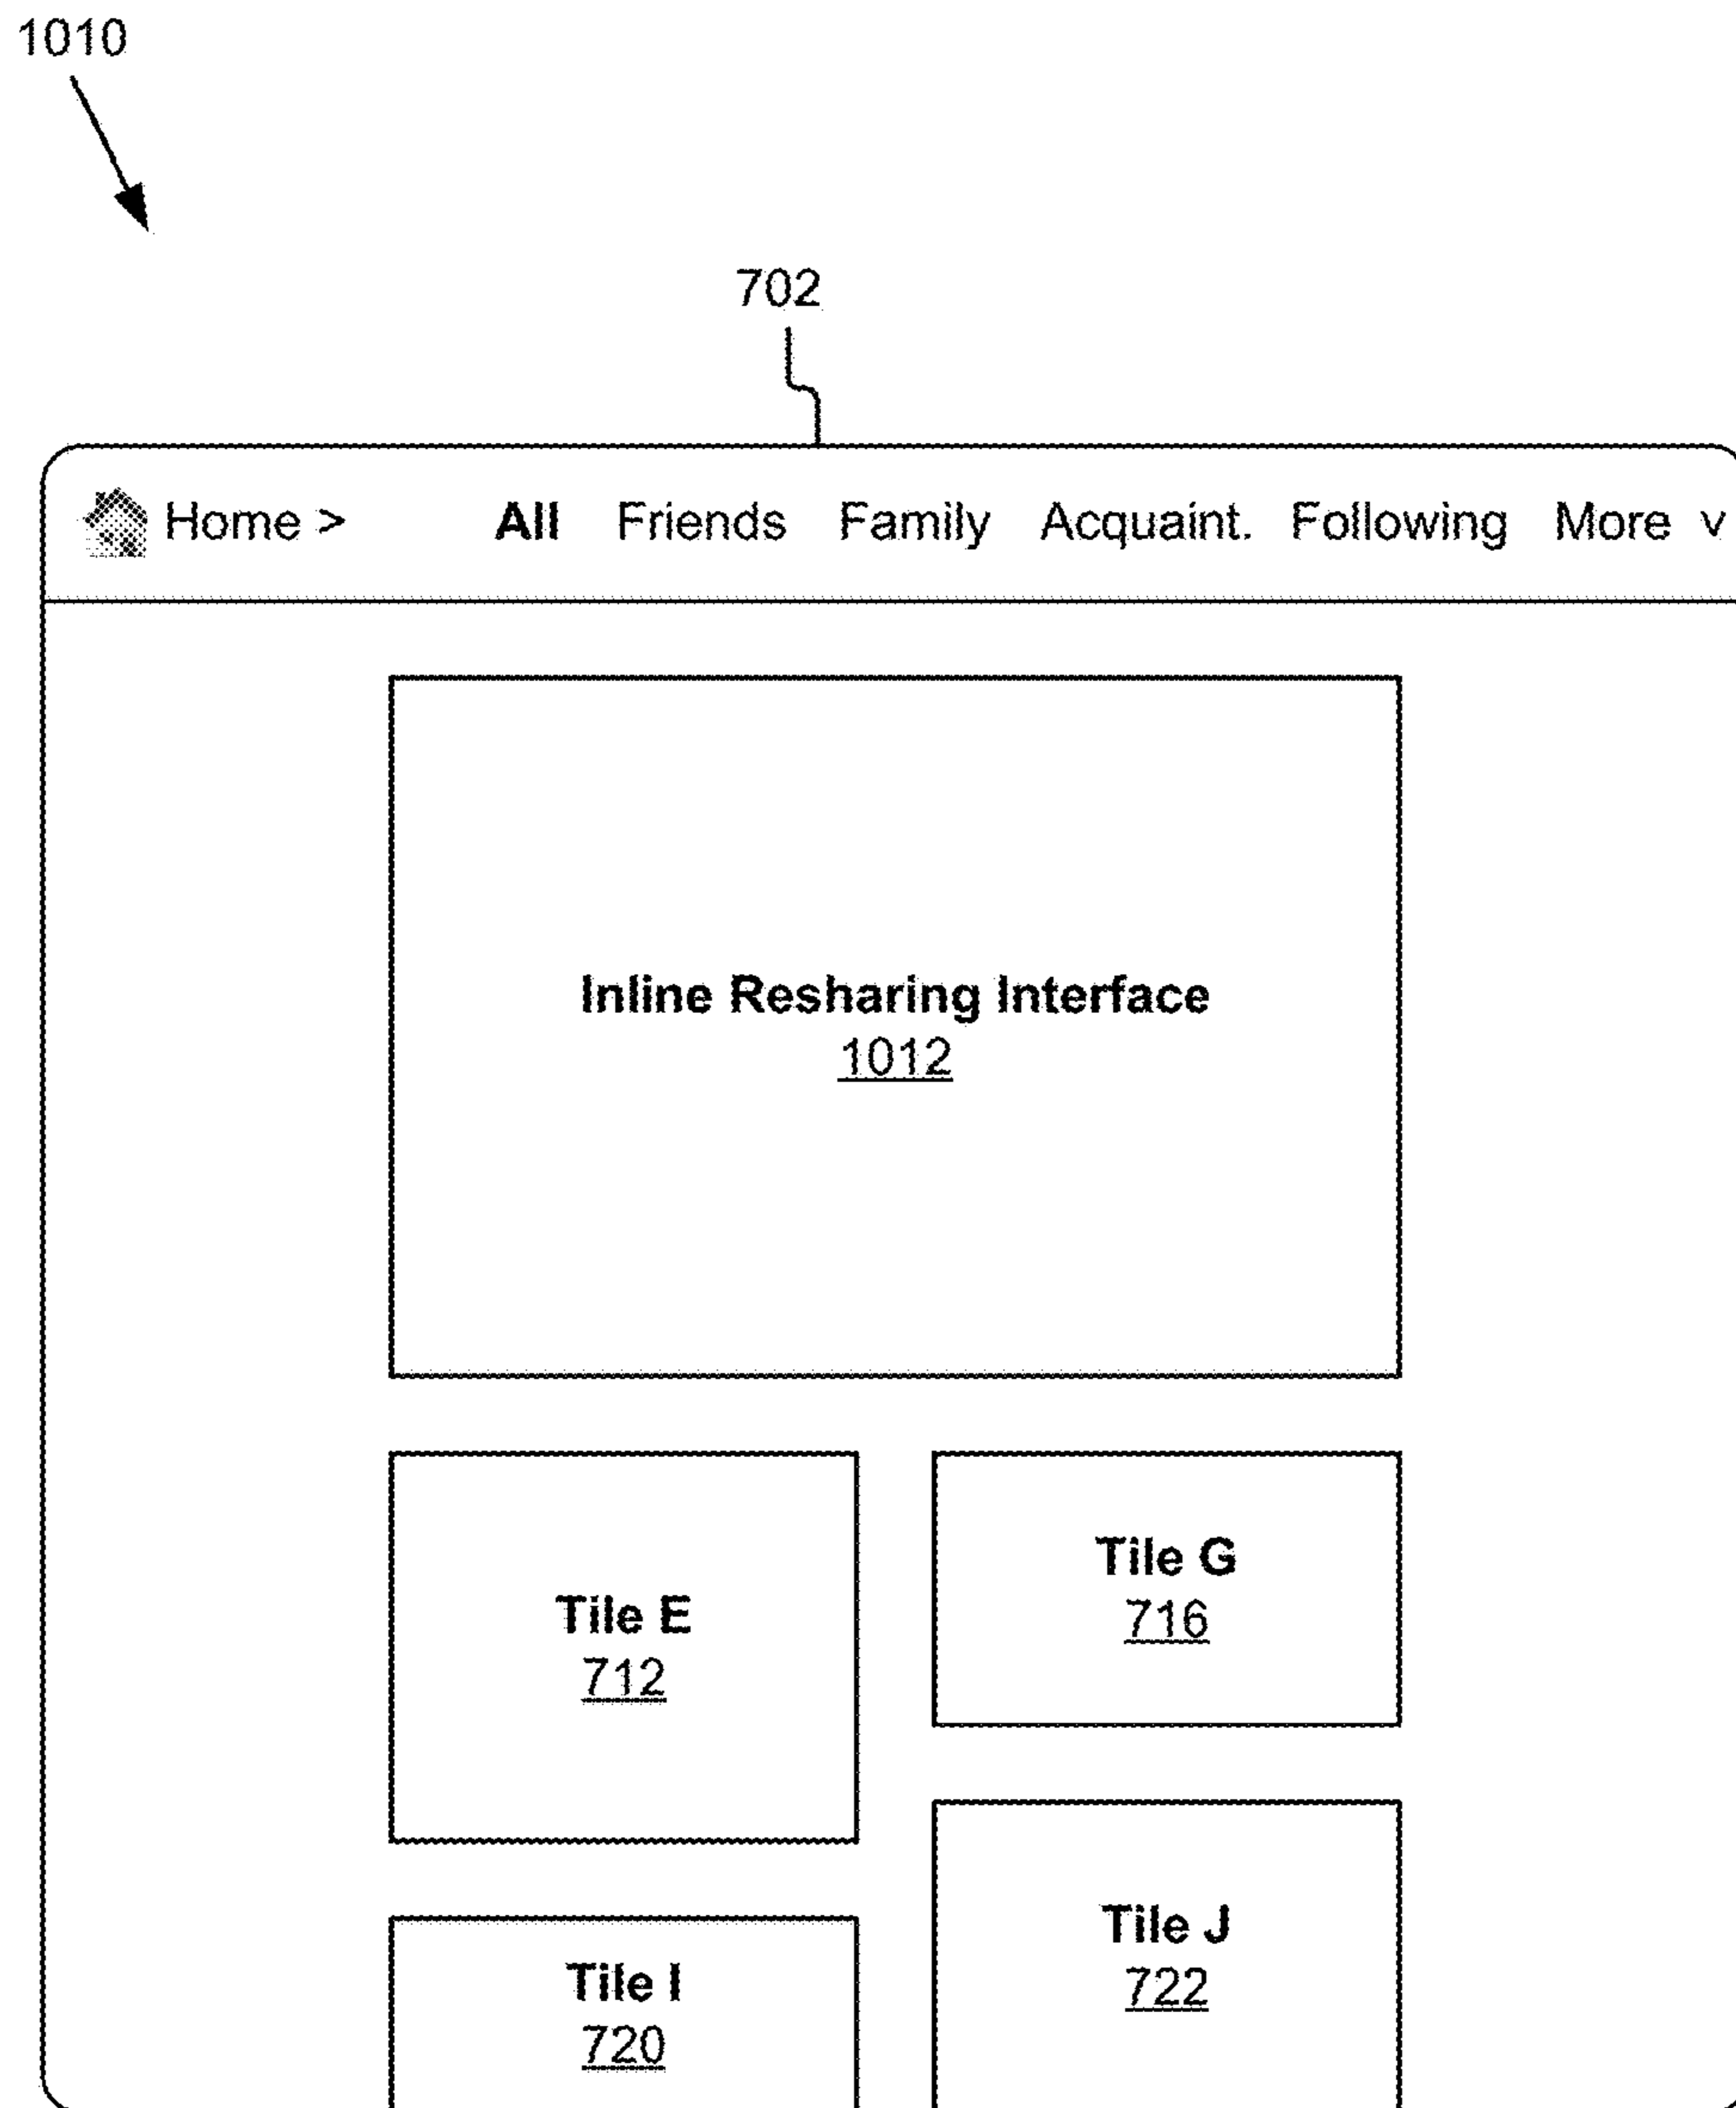 1010
702
Home > All Friends Family Acquaint. Following More v
Inline Resharing Interface
1012
Tile E
712
Tile G
716
Tile I
720
Tile J
722